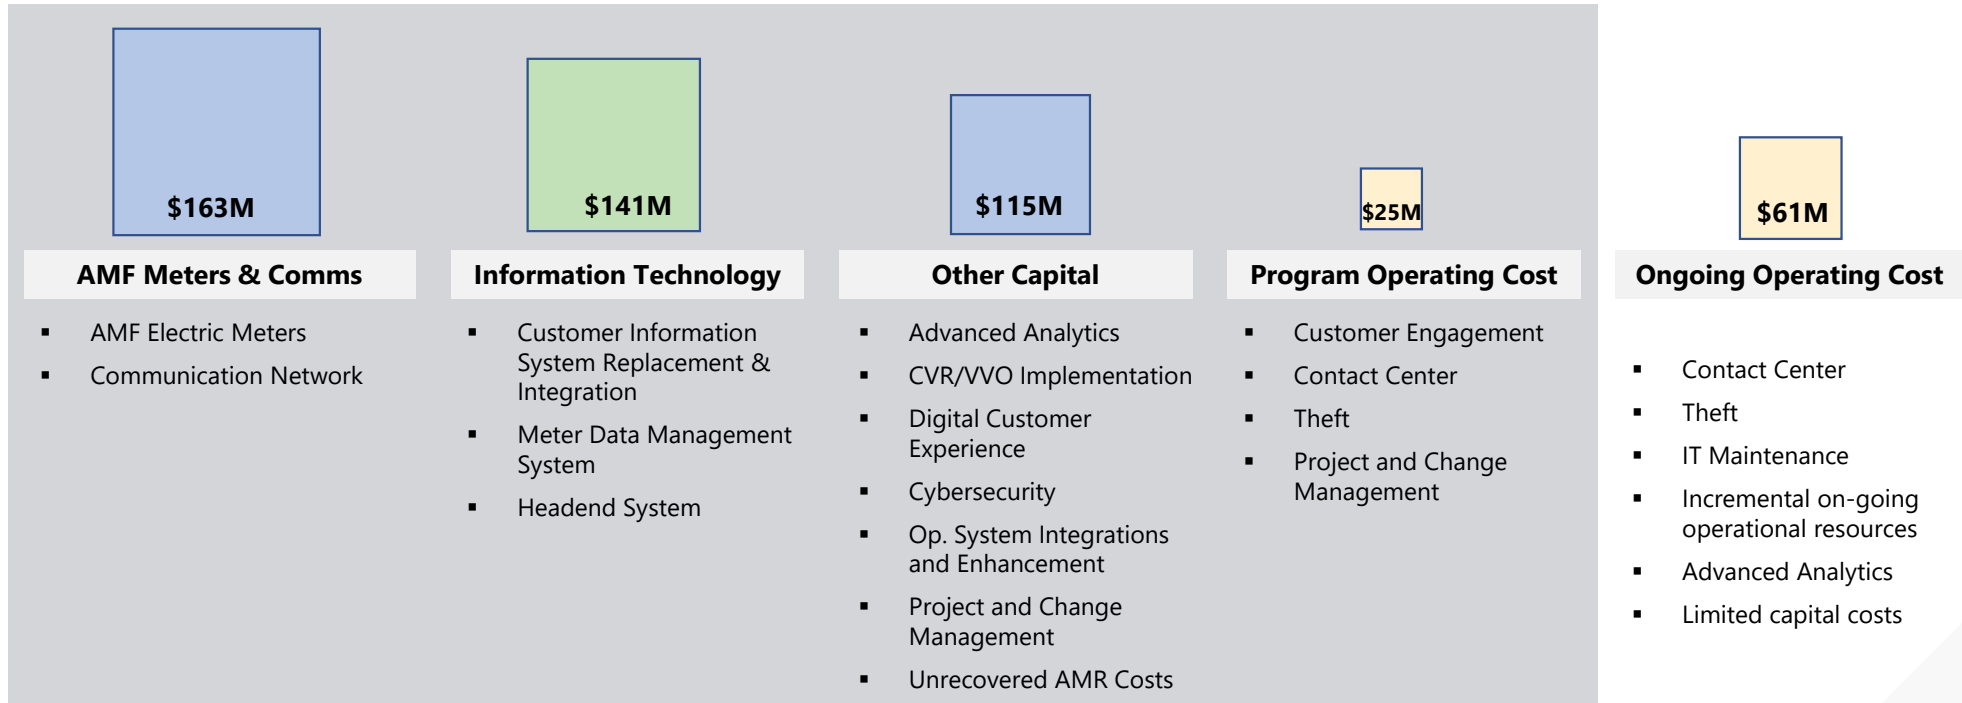 $163M
AMF Meters & Comms
▪ AMF Electric Meters
▪ Communication Network
$141M
Information Technology
▪ Customer Information
System Replacement &
Integration
▪ Meter Data Management
System
▪ Headend System
$115M
Other Capital
▪ Advanced Analytics
▪ CVR/VVO Implementation
▪ Digital Customer
Experience
▪ Cybersecurity
▪ Op. System Integrations
and Enhancement
▪ Project and Change
Management
▪ Unrecovered AMR Costs
$25M
Program Operating Cost
▪ Customer Engagement
▪ Contact Center
▪ Theft
▪ Project and Change
Management
$61M
Ongoing Operating Cost
▪ Contact Center
▪ Theft
▪ IT Maintenance
▪ Incremental on-going
operational resources
▪ Advanced Analytics
▪ Limited capital costs